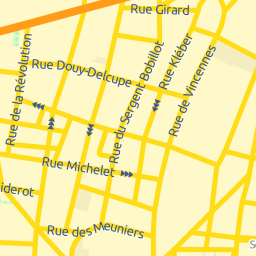 Rue Girard
Rue Kléber
Rue de la Révolution
Rue Douy-Delcupe
Rue du Sergent Bobillot
Rue de Vincennes
Rue Michelet
iderot
Rue des Meuniers
S